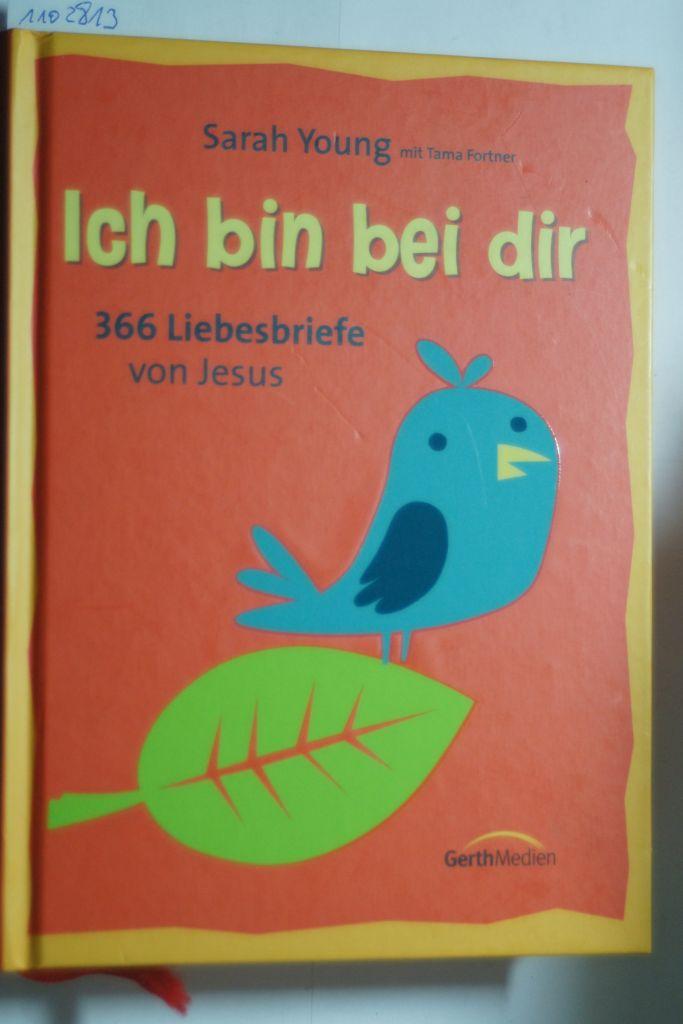 1102813
Sarah Young mit Tama Fortner
Ich bin bei dir
366 Liebesbriefe
von Jesus
GerthMedien